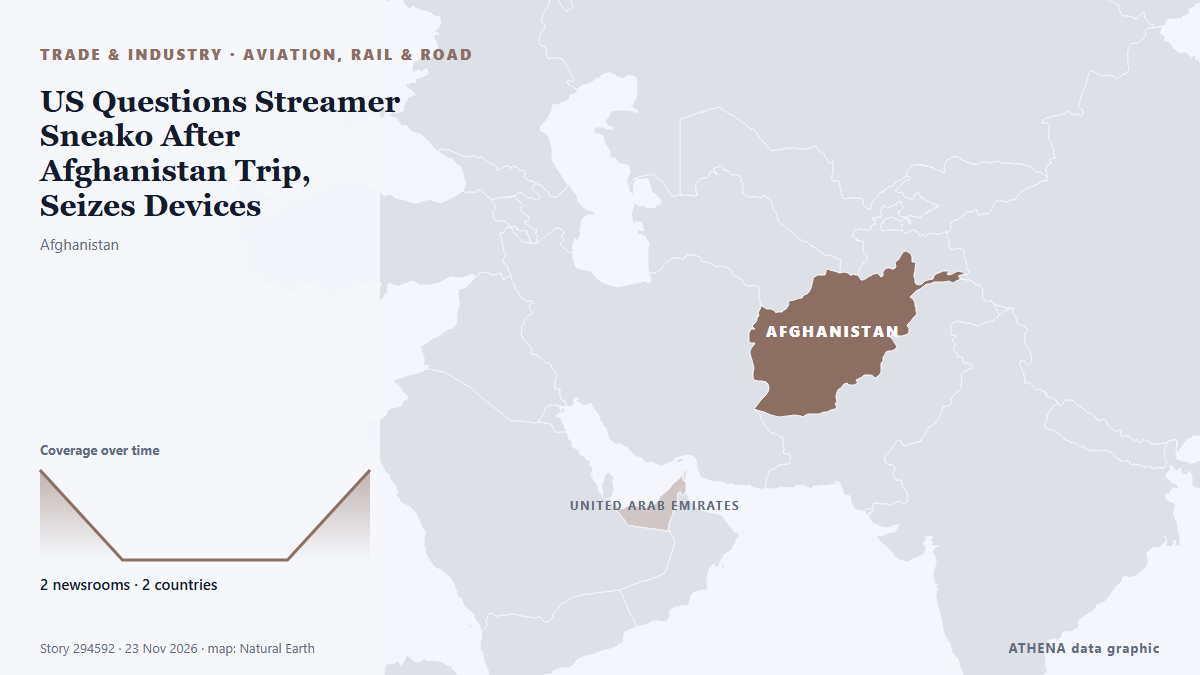 TRADE & INDUSTRY · AVIATION, RAIL & ROAD
US Questions Streamer
Sneako After
Afghanistan Trip,
Seizes Devices
Afghanistan
AFGHANISTAN
UNITED ARAB EMIRATES
Coverage over time
2 newsrooms · 2 countries
Story 294592 · 23 Nov 2026 · map: Natural Earth
ATHENA data graphic